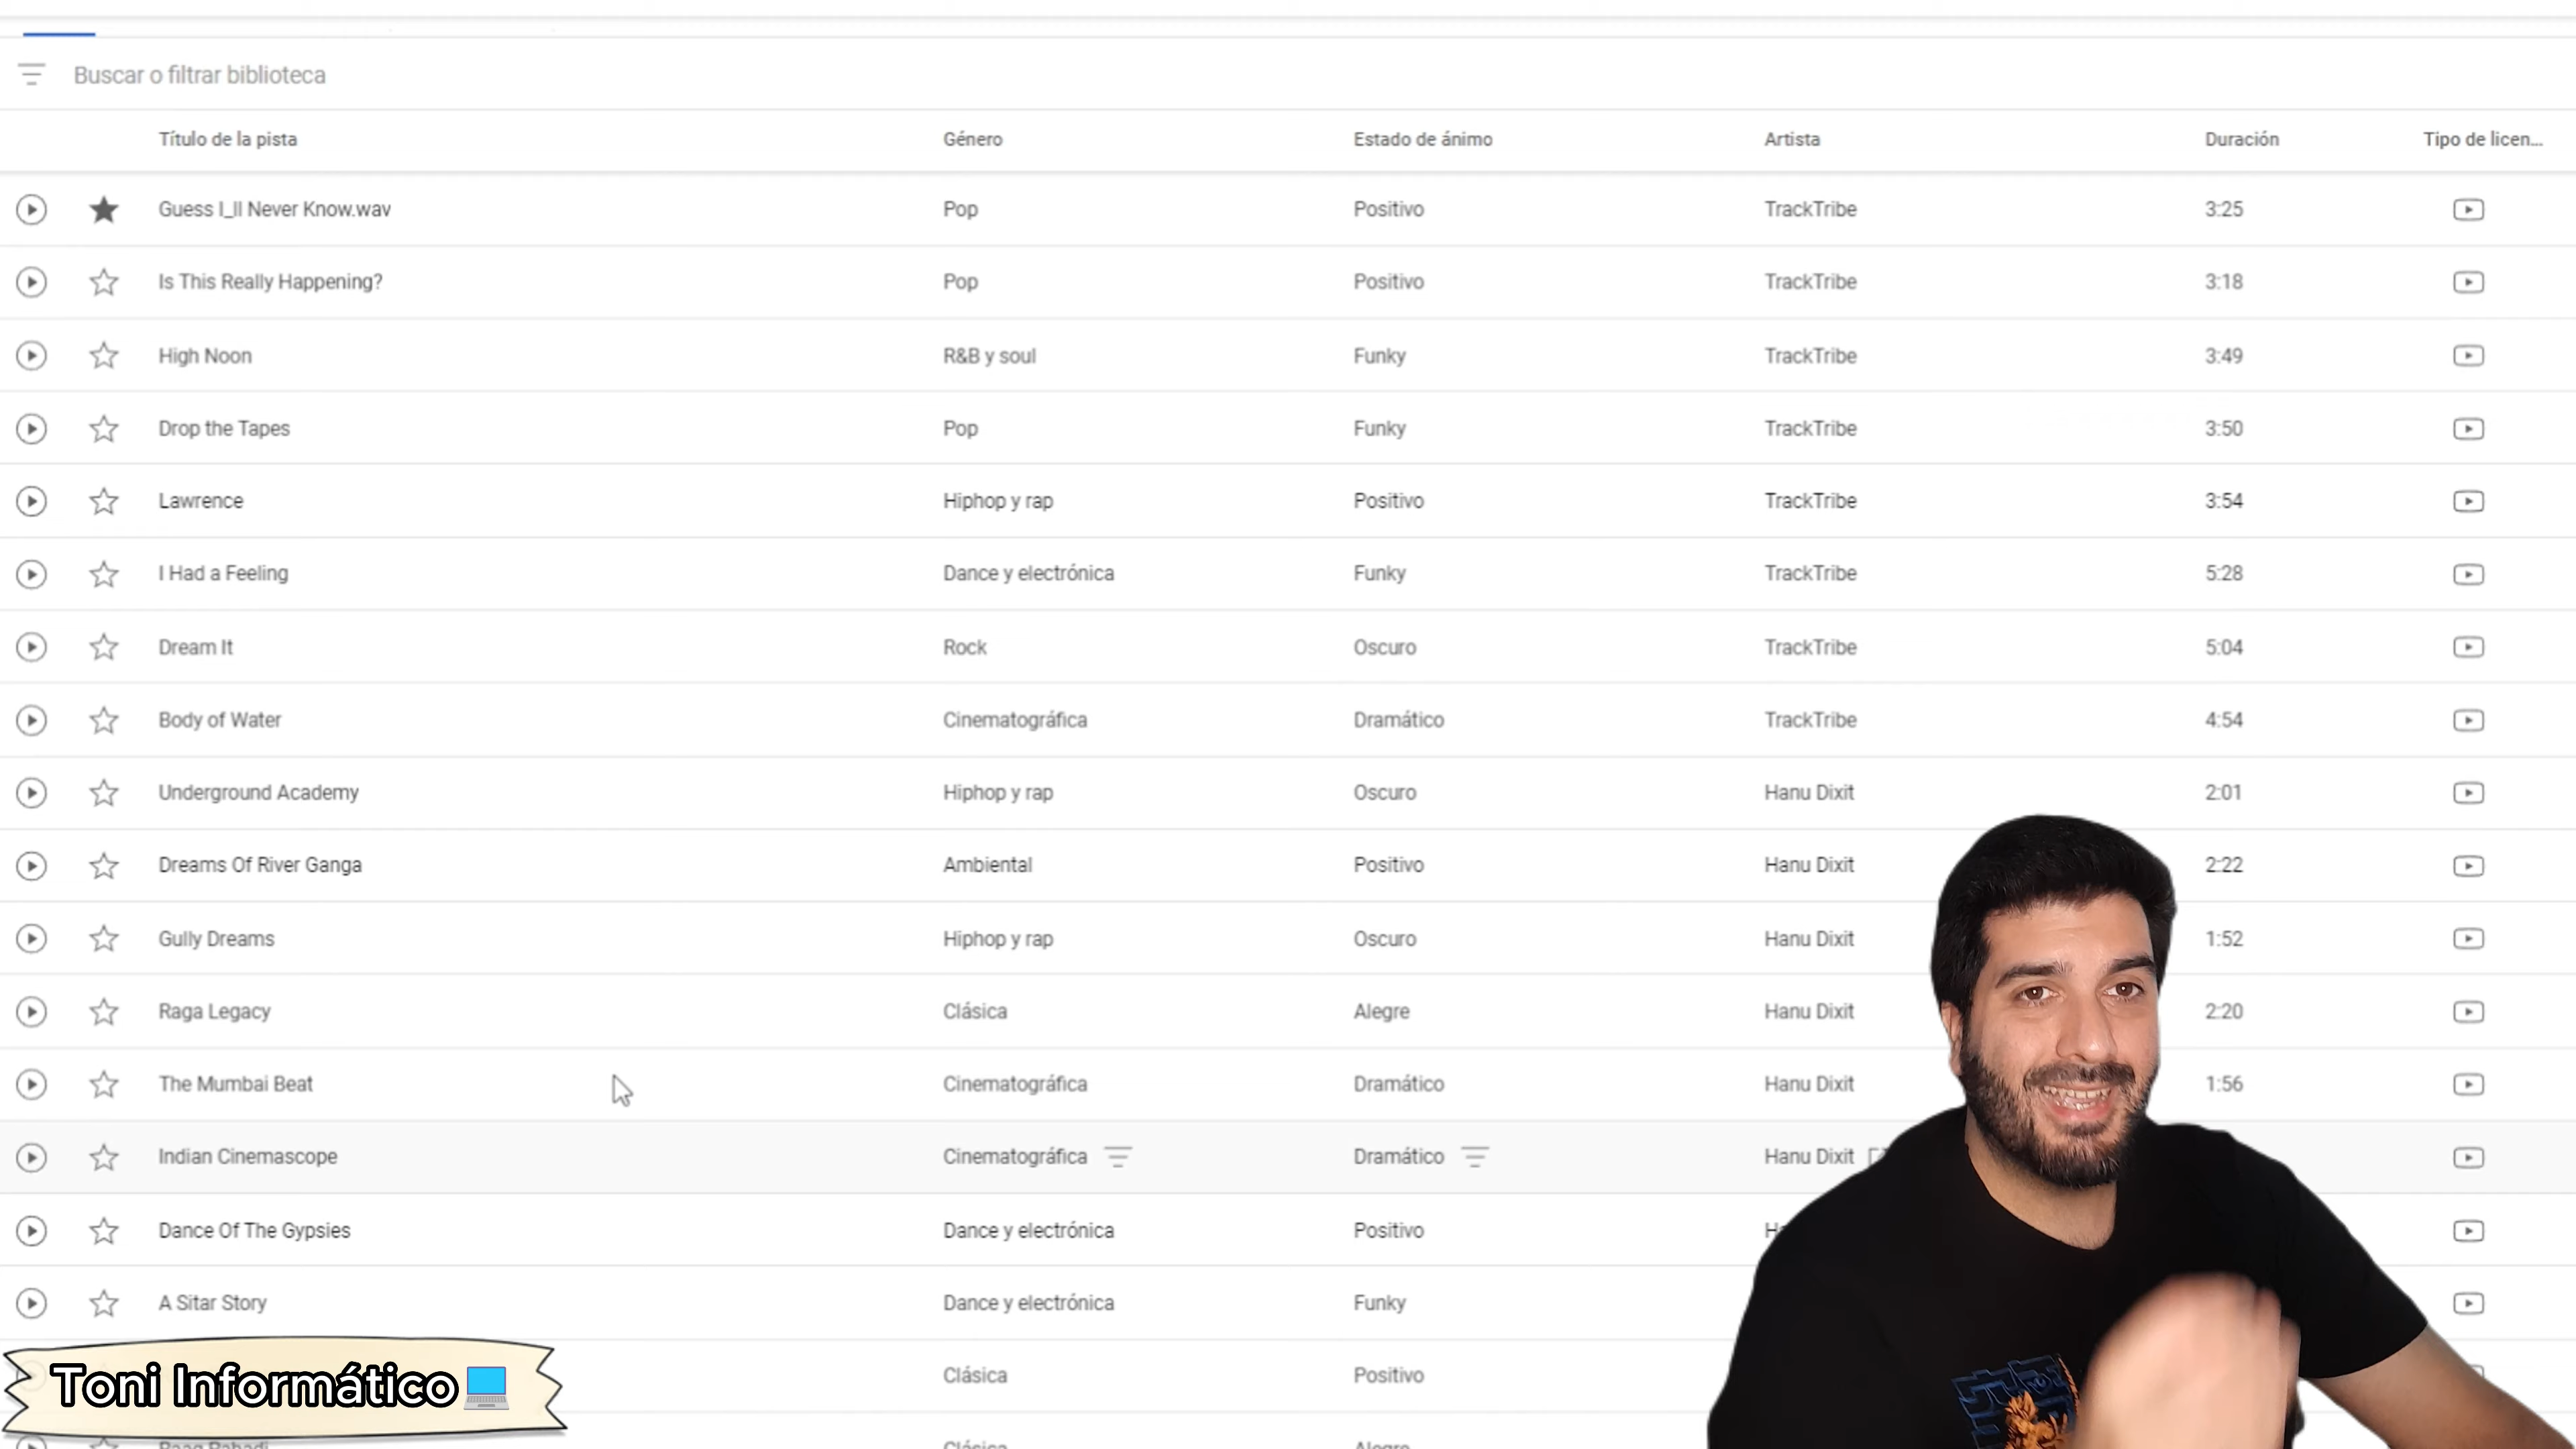 Buscar o filtrar biblioteca
Título de la pista Género Estado de ánimo Artista Duración Tipo de licen...
Guess I_ll Never Know.wav Pop Positivo TrackTribe 3:25
Is This Really Happening? Pop Positivo TrackTribe 3:18
High Noon R&B y soul Funky TrackTribe 3:49
Drop the Tapes Pop Funky TrackTribe 3:50
Lawrence Hiphop y rap Positivo TrackTribe 3:54
I Had a Feeling Dance y electrónica Funky TrackTribe 5:28
Dream It Rock Oscuro TrackTribe 5:04
Body of Water Cinematográfica Dramático TrackTribe 4:54
Underground Academy Hiphop y rap Oscuro Hanu Dixit 2:01
Dreams Of River Ganga Ambiental Positivo Hanu Dixit 2:22
Gully Dreams Hiphop y rap Oscuro Hanu Dixit 1:52
Raga Legacy Clásica Alegre Hanu Dixit 2:20
The Mumbai Beat Cinematográfica Dramático Hanu Dixit 1:56
Indian Cinemascope Cinematográfica Dramático Hanu Dixit
Dance Of The Gypsies Dance y electrónica Positivo
A Sitar Story Dance y electrónica Funky
Clásica Positivo
Toni Informático
Clásica Alegre